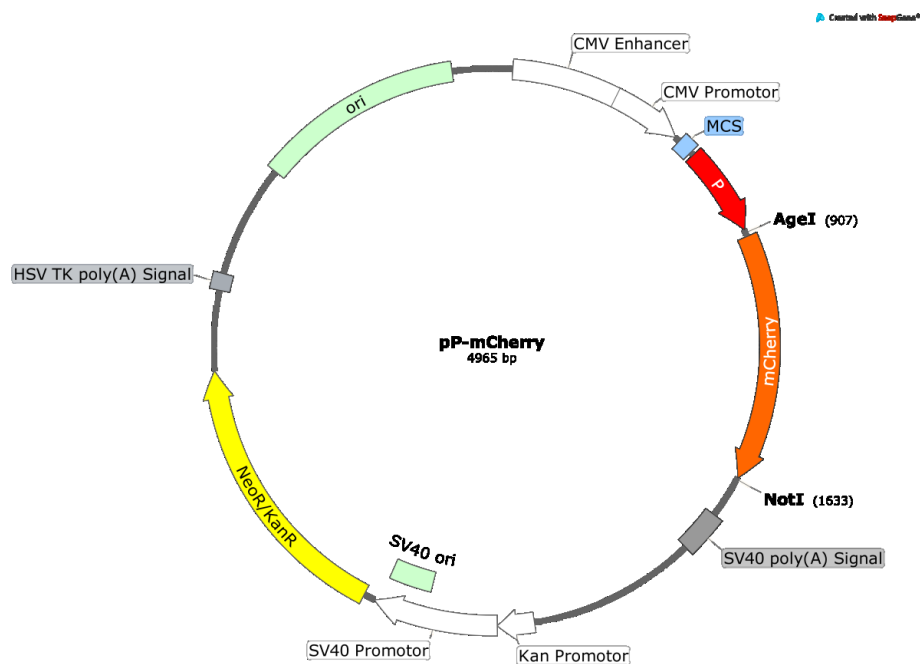 Created with SnapGene®
CMV Enhancer
CMV Promotor
MCS
P
AgeI (907)
mCherry
NotI (1633)
SV40 poly(A) Signal
Kan Promotor
SV40 Promotor
SV40 ori
NeoR/KanR
HSV TK poly(A) Signal
ori
pP-mCherry
4965 bp